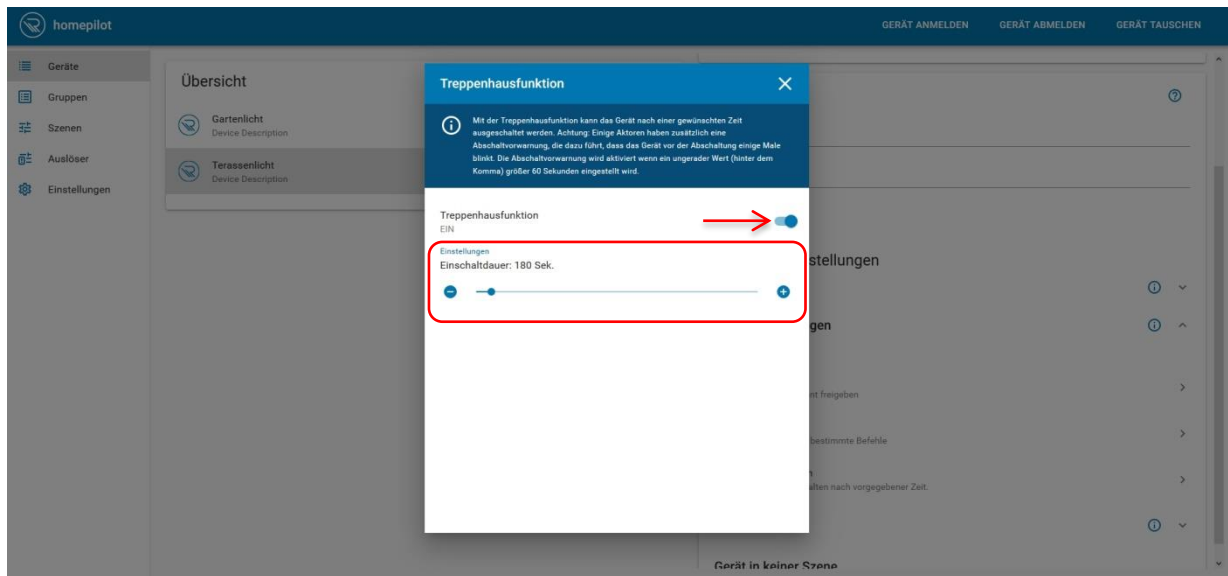 homepilot
GERÄT ANMELDEN
GERÄT ABMELDEN
GERÄT TAUSCHEN
Geräte
Gruppen
Szenen
Auslöser
Einstellungen
Übersicht
Gartenlicht
Device Description
Terassenlicht
Device Description
Treppenhausfunktion
Mit der Treppenhausfunktion kann das Gerät nach einer gewünschten Zeit
ausgeschaltet werden. Achtung: Einige Aktoren haben zusätzlich eine
Abschaltvorwarnung, die dazu führt, dass das Gerät vor der Abschaltung einige Male
blinkt. Die Abschaltvorwarnung wird aktiviert wenn ein ungerader Wert (hinter dem
Komma) größer 60 Sekunden eingestellt wird.
Treppenhausfunktion
EIN
Einstellungen
Einschaltdauer: 180 Sek.
stellungen
gen
nt freigeben
bestimmte Befehle
alten nach vorgegebener Zeit.
Gerät in keiner Szene